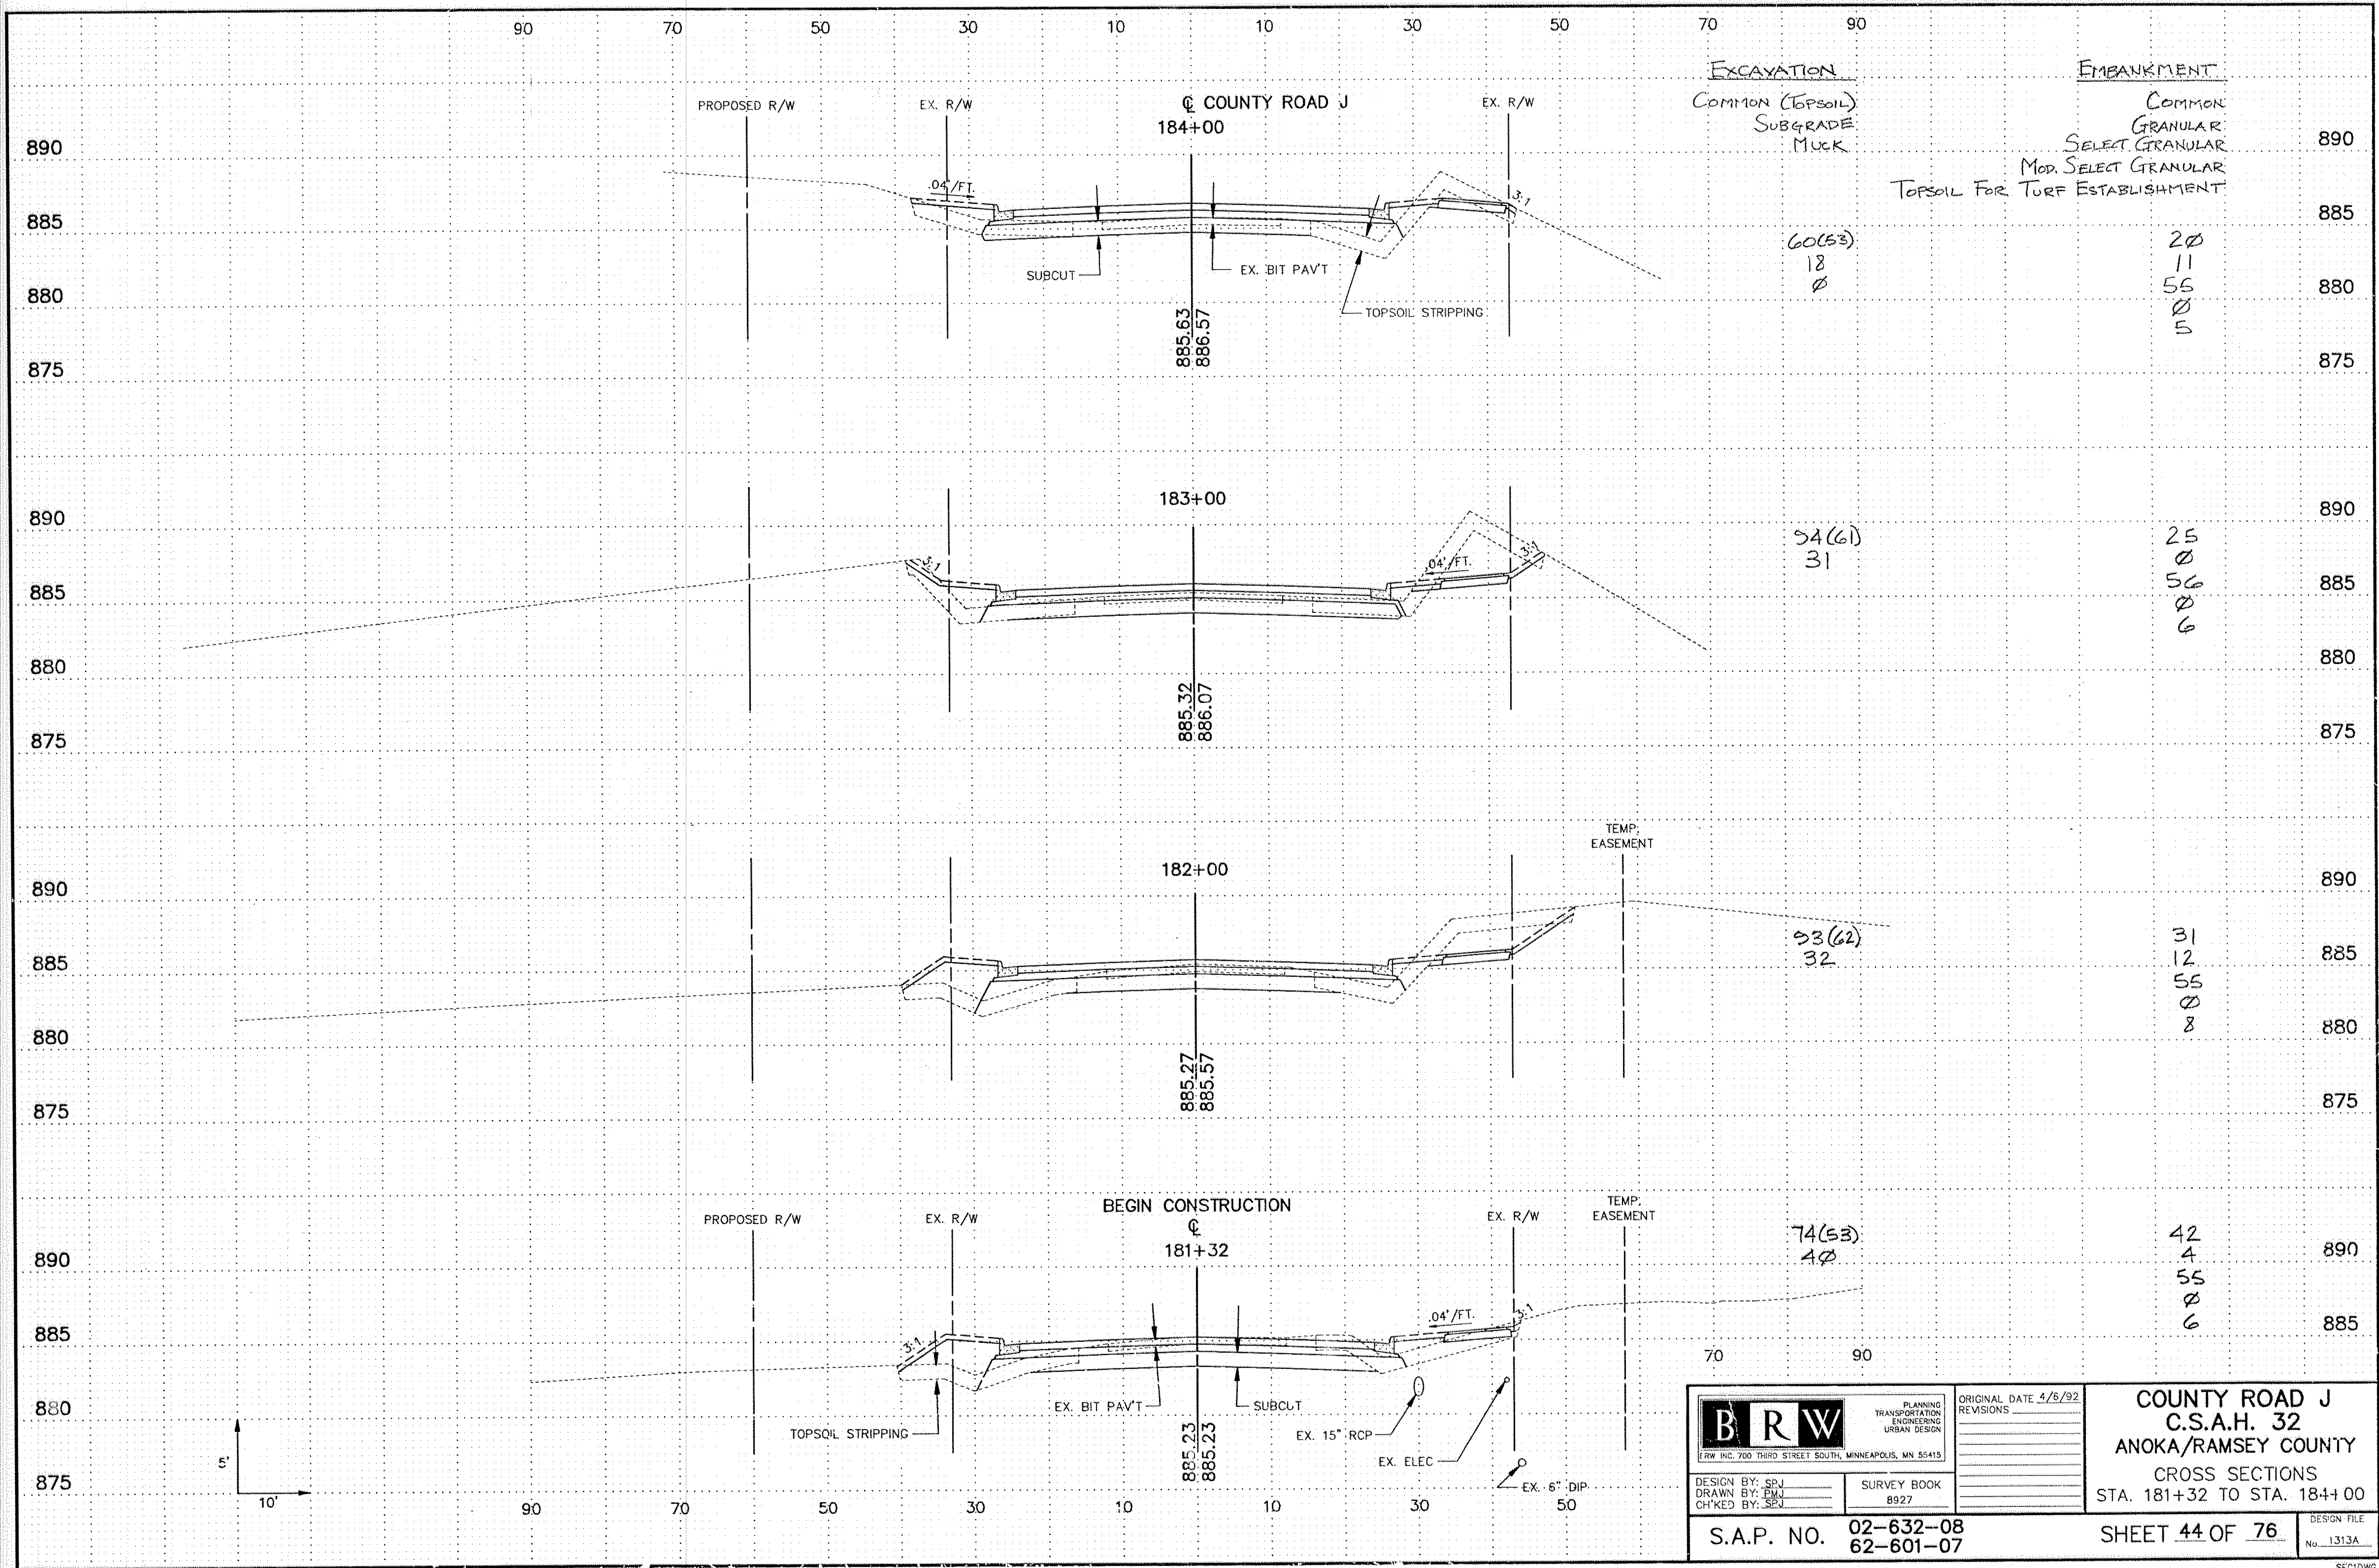 90 70 50 30 10 10 30 50 70 90
EXCAVATION EMBANKMENT
COMMON (TOPSOIL) COMMON
SUBGRADE GRANULAR
MUCK SELECT GRANULAR
MOD. SELECT GRANULAR
TOPSOIL FOR TURF ESTABLISHMENT
PROPOSED R/W EX. R/W ℄ COUNTY ROAD J EX. R/W
184+00
890 890
.04'/FT. 3:1
885 885
60(53) 2Ø
18 11
Ø 55
Ø
5
SUBCUT EX. BIT PAV'T
880 880
TOPSOIL STRIPPING
885.63
886.57
875 875
183+00
890 890
94(61) 25
31 Ø
56
Ø
6
3:1 .04'/FT. 3:1
885 885
880 880
885.32
886.07
875 875
TEMP.
EASEMENT
182+00
890 890
93(62) 31
32 12
55
Ø
8
885 885
880 880
885.27
885.57
875 875
PROPOSED R/W EX. R/W BEGIN CONSTRUCTION EX. R/W TEMP. EASEMENT
℄
181+32
74(53) 42
4Ø 4
55
Ø
6
890 890
3:1 .04'/FT. 3:1
885 885
70 90
880
TOPSOIL STRIPPING EX. BIT PAV'T SUBCUT EX. 15" RCP
EX. ELEC
EX. 6" DIP
885.23
885.23
875
5'
10'
90 70 50 30 10 10 30 50
BRW
PLANNING
TRANSPORTATION
ENGINEERING
URBAN DESIGN
BRW INC. 700 THIRD STREET SOUTH, MINNEAPOLIS, MN 55415
ORIGINAL DATE 4/6/92
REVISIONS
DESIGN BY: SPJ
DRAWN BY: PMJ
CH'KED BY: SPJ
SURVEY BOOK
8927
COUNTY ROAD J
C.S.A.H. 32
ANOKA/RAMSEY COUNTY
CROSS SECTIONS
STA. 181+32 TO STA. 184+00
S.A.P. NO. 02-632-08
62-601-07
SHEET 44 OF 76
DESIGN FILE
No. 1313A
SEC1.DWG